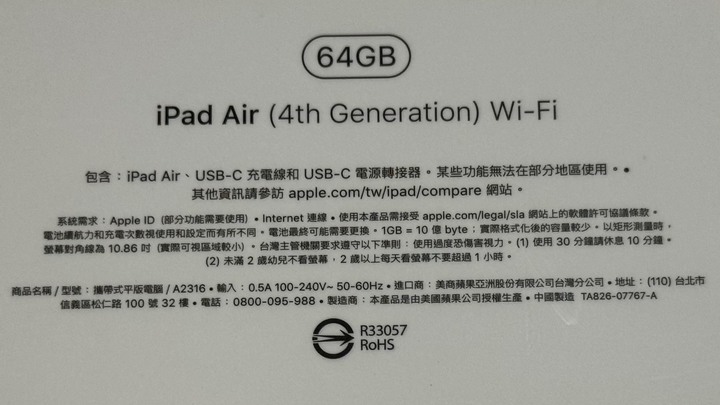 64GB
iPad Air (4th Generation) Wi-Fi
包含：iPad Air、USB-C 充電線和 USB-C 電源轉接器。某些功能無法在部分地區使用。•
其他資訊請參訪 apple.com/tw/ipad/compare 網站。
系統需求：Apple ID (部分功能需要使用) • Internet 連線 • 使用本產品需接受 apple.com/legal/sla 網站上的軟體許可協議條款。
電池續航力和充電次數視使用和設定而有所不同。電池最終可能需要更換。1GB = 10 億 byte；實際格式化後的容量較少。以矩形測量時，
螢幕對角線為 10.86 吋 (實際可視區域較小)。台灣主管機關要求遵守以下準則：使用過度恐傷害視力。(1) 使用 30 分鐘請休息 10 分鐘。
(2) 未滿 2 歲幼兒不看螢幕，2 歲以上每天看螢幕不要超過 1 小時。
商品名稱 / 型號：攜帶式平版電腦 / A2316 • 輸入：0.5A 100-240V~ 50-60Hz • 進口商：美商蘋果亞洲股份有限公司台灣分公司 • 地址：(110) 台北市
信義區松仁路 100 號 32 樓 • 電話：0800-095-988 • 製造商：本產品是由美國蘋果公司授權生產 • 中國製造 TA826-07767-A
R33057
RoHS